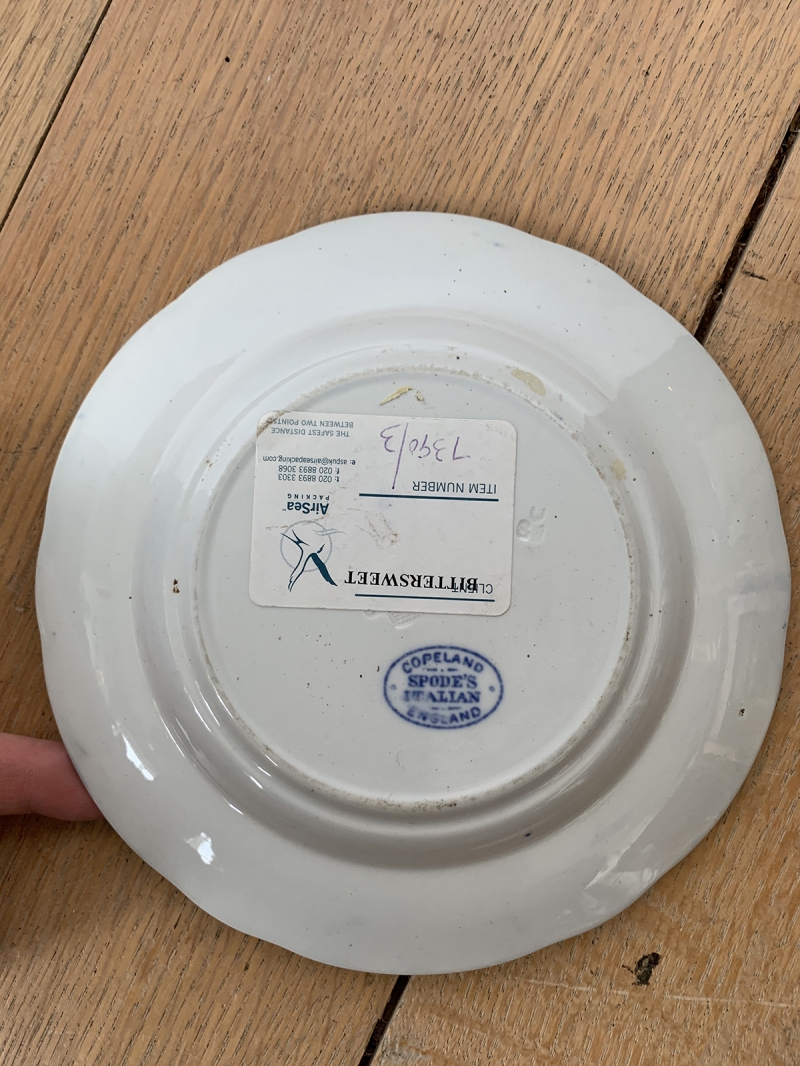 CLIENT
BITTERSWEET
ITEM NUMBER
7390/3
AirSea™
PACKING
t: 020 8893 3303
f: 020 8893 3068
e: aspuk@airseapacking.com
THE SAFEST DISTANCE
BETWEEN TWO POINTS
COPELAND
SPODE'S
ITALIAN
ENGLAND